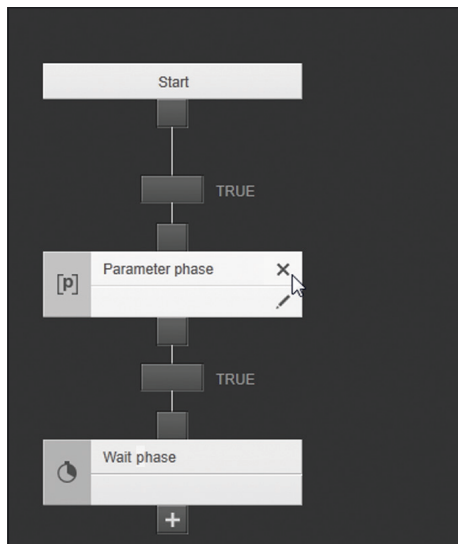 Start
TRUE
Parameter phase
[p]
TRUE
Wait phase